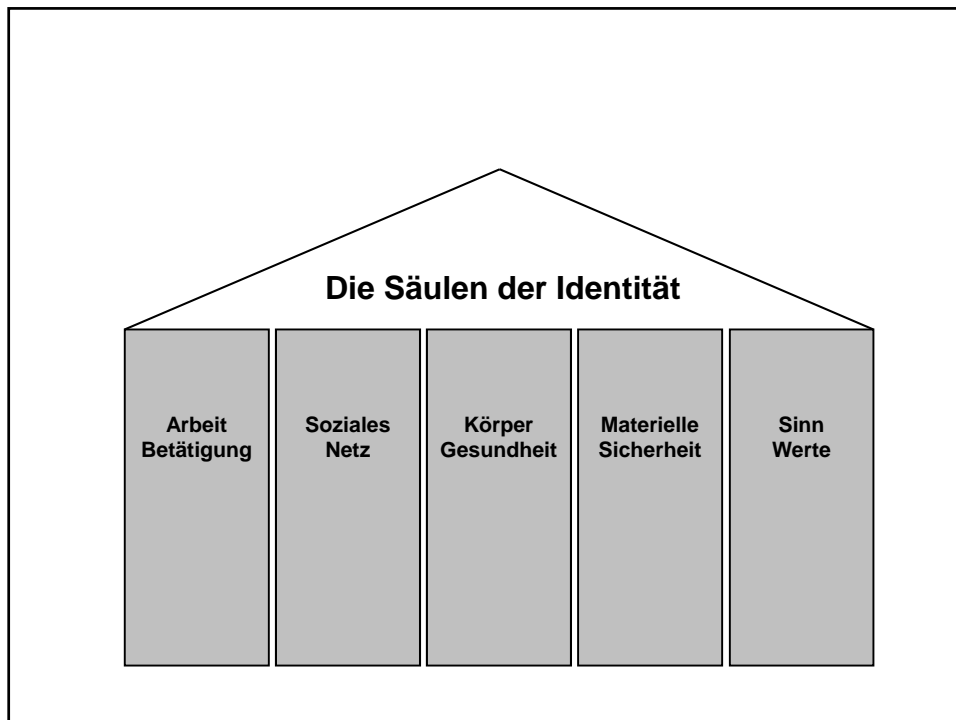 Die Säulen der Identität
Arbeit
Betätigung
Soziales
Netz
Körper
Gesundheit
Materielle
Sicherheit
Sinn
Werte